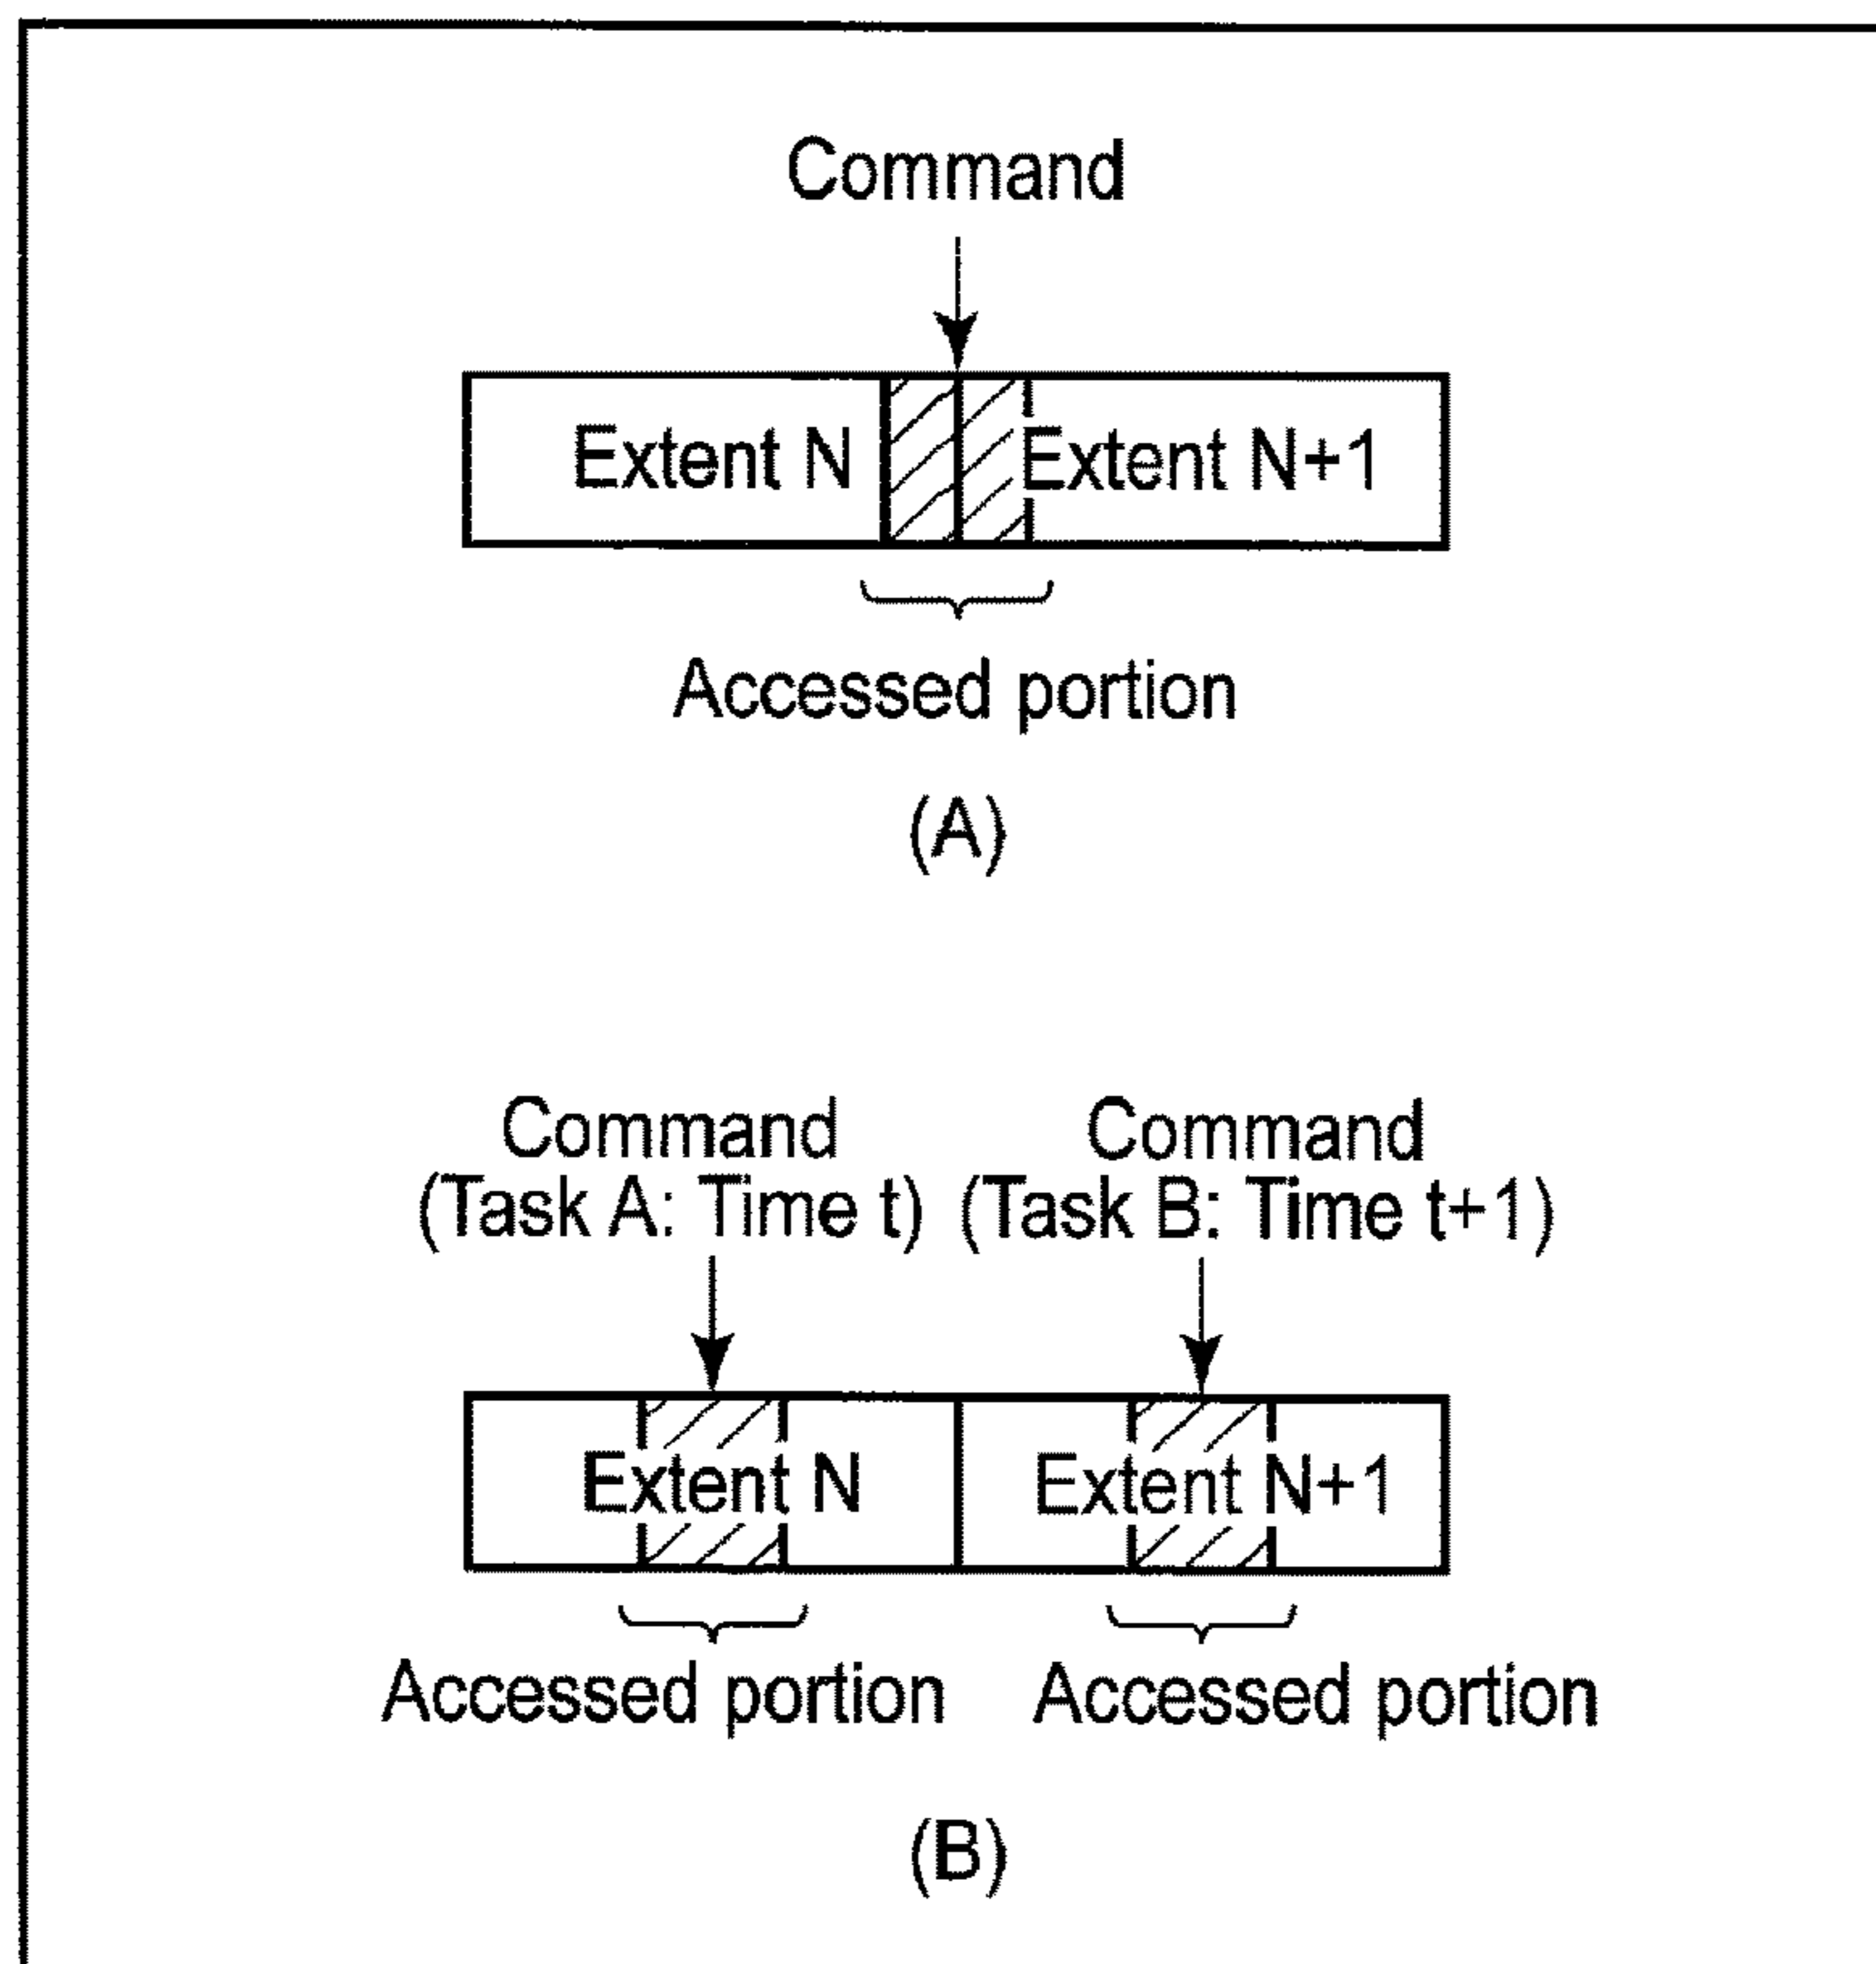 Command
Extent N Extent N+1
Accessed portion
(A)
Command Command
(Task A: Time t) (Task B: Time t+1)
Extent N Extent N+1
Accessed portion Accessed portion
(B)